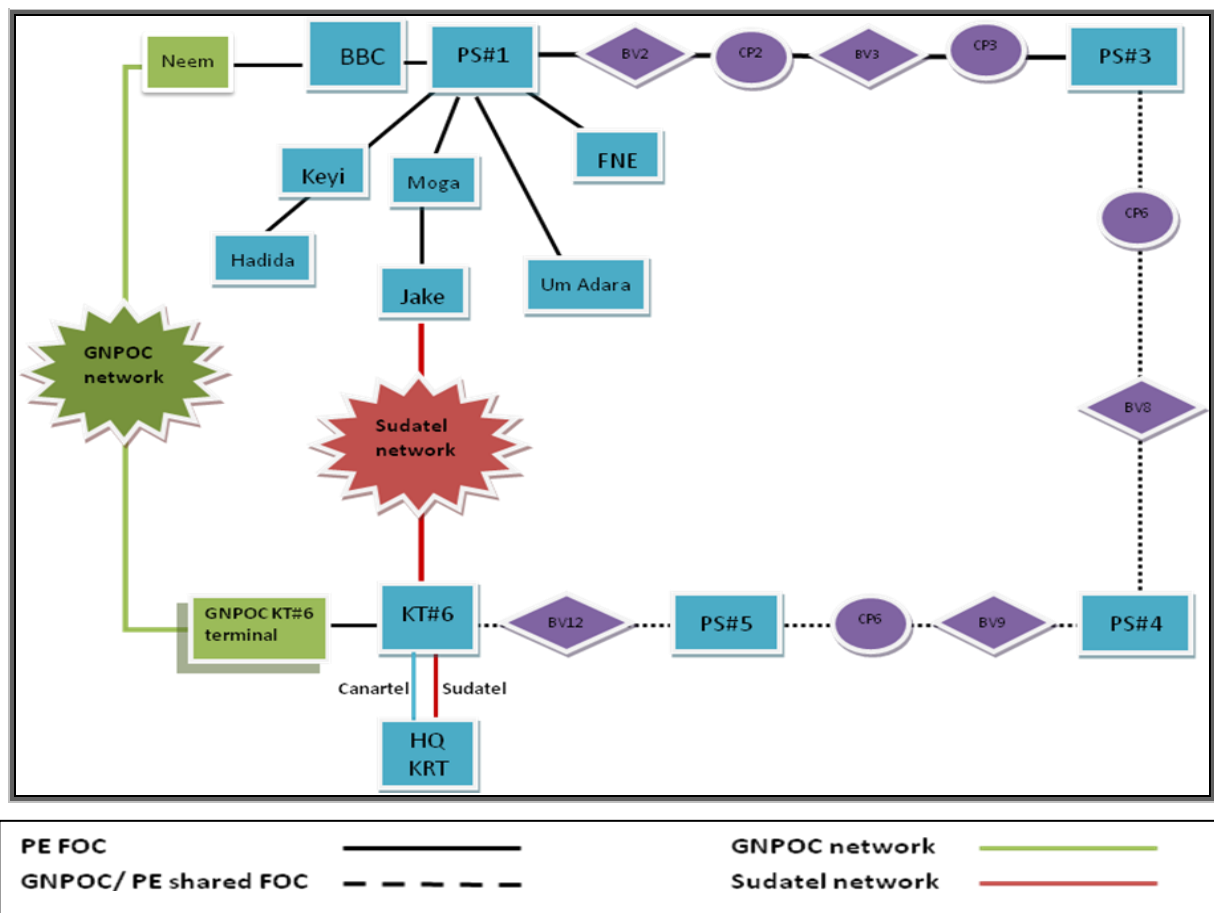 Neem
BBC
PS#1
BV2
CP2
BV3
CP3
PS#3
Keyi
Moga
FNE
CP6
Hadida
Jake
Um Adara
GNPOC
network
Sudatel
network
BV8
GNPOC KT#6
terminal
KT#6
BV12
PS#5
CP6
BV9
PS#4
Canartel
Sudatel
HQ
KRT
PE FOC
GNPOC network
GNPOC/ PE shared FOC
Sudatel network